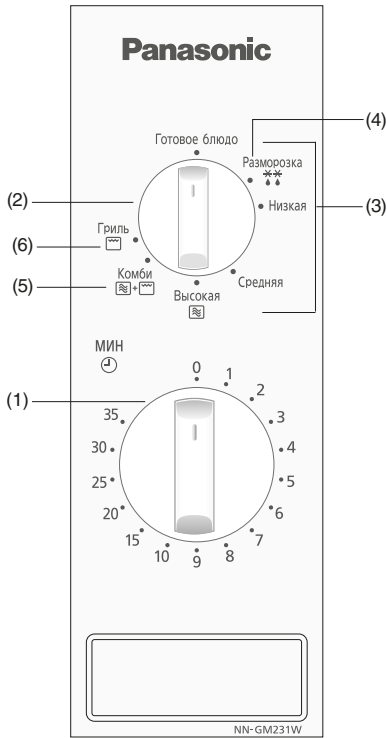 Panasonic
(4)
Готовое блюдо
Разморозка
(2)
Низкая
(3)
Гриль
(6)
Комби
(5)
+
Средняя
Высокая
МИН
(1)
0
1
2
3
4
5
6
7
8
9
10
15
20
25
30
35
NN-GM231W